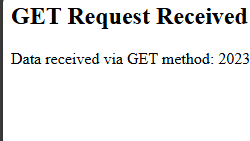 GET Request Received
Data received via GET method: 2023